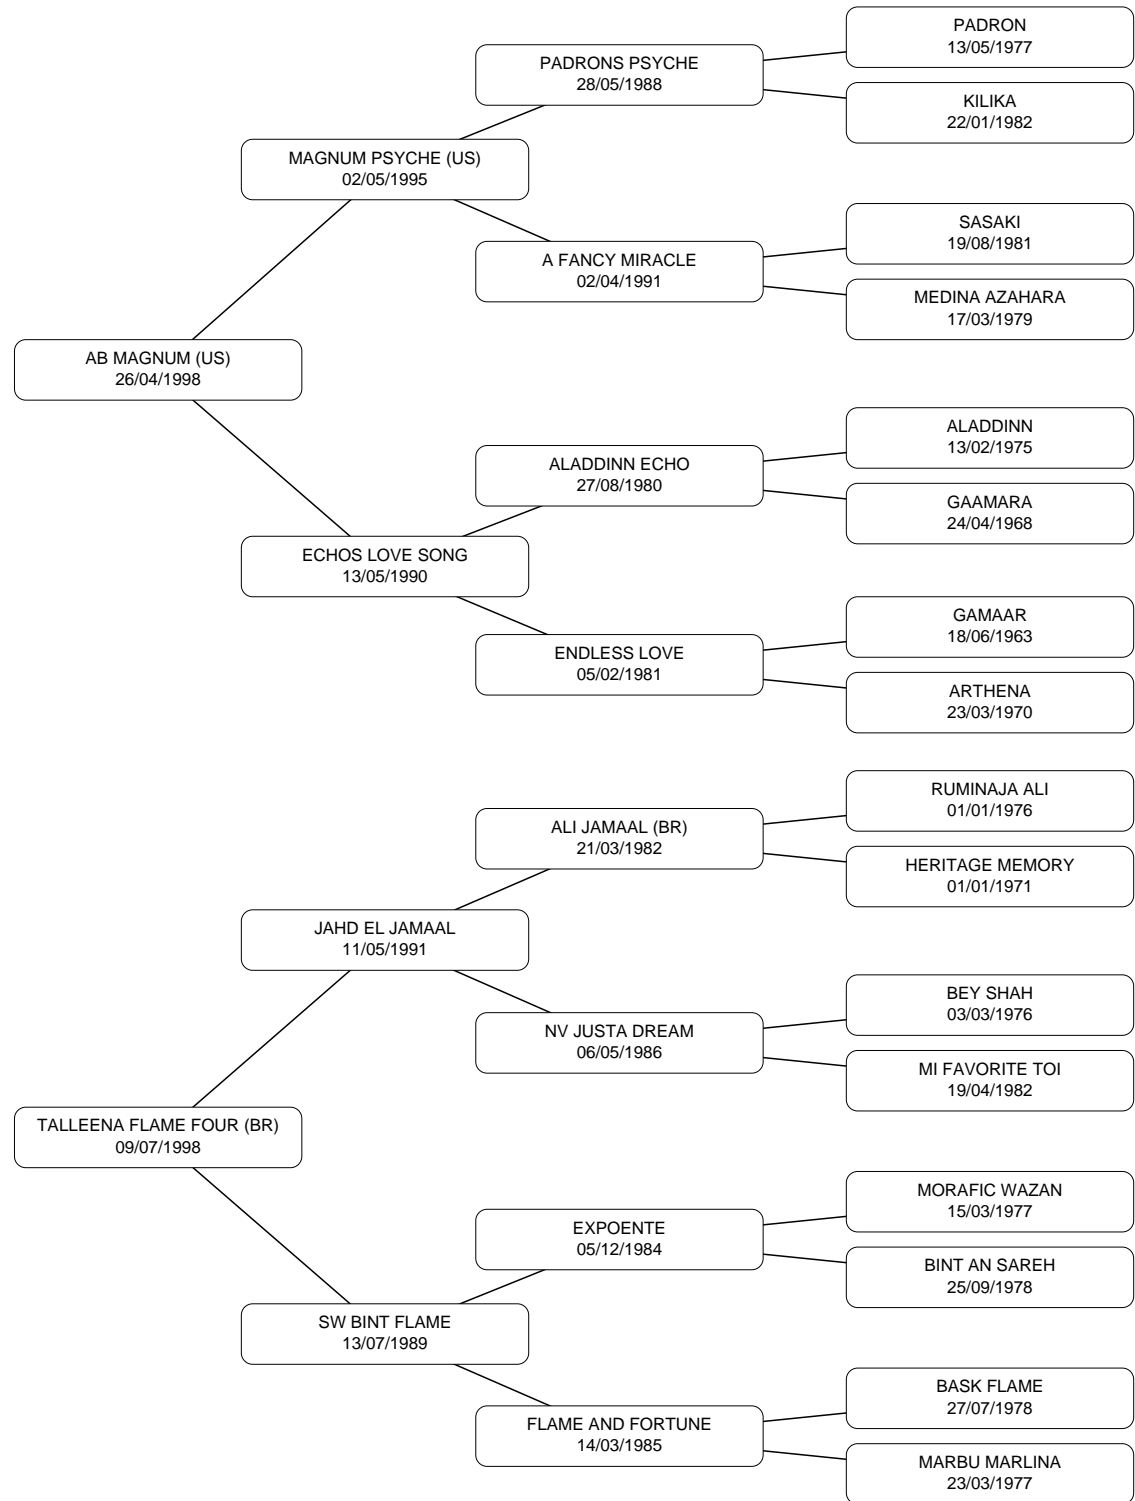 PADRON
13/05/1977
PADRONS PSYCHE
28/05/1988
KILIKA
22/01/1982
MAGNUM PSYCHE (US)
02/05/1995
SASAKI
19/08/1981
A FANCY MIRACLE
02/04/1991
MEDINA AZAHARA
17/03/1979
AB MAGNUM (US)
26/04/1998
ALADDINN
13/02/1975
ALADDINN ECHO
27/08/1980
GAAMARA
24/04/1968
ECHOS LOVE SONG
13/05/1990
GAMAAR
18/06/1963
ENDLESS LOVE
05/02/1981
ARTHENA
23/03/1970
RUMINAJA ALI
01/01/1976
ALI JAMAAL (BR)
21/03/1982
HERITAGE MEMORY
01/01/1971
JAHD EL JAMAAL
11/05/1991
BEY SHAH
03/03/1976
NV JUSTA DREAM
06/05/1986
MI FAVORITE TOI
19/04/1982
TALLEENA FLAME FOUR (BR)
09/07/1998
MORAFIC WAZAN
15/03/1977
EXPOENTE
05/12/1984
BINT AN SAREH
25/09/1978
SW BINT FLAME
13/07/1989
BASK FLAME
27/07/1978
FLAME AND FORTUNE
14/03/1985
MARBU MARLINA
23/03/1977